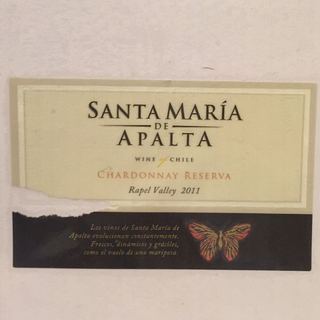 SANTA MARÍA
DE
APALTA
WINE of CHILE
CHARDONNAY RESERVA
Rapel Valley 2011
Los vinos de Santa María de
Apalta evolucionan constantemente.
Frescos, dinámicos y gráciles,
como el vuelo de una mariposa.